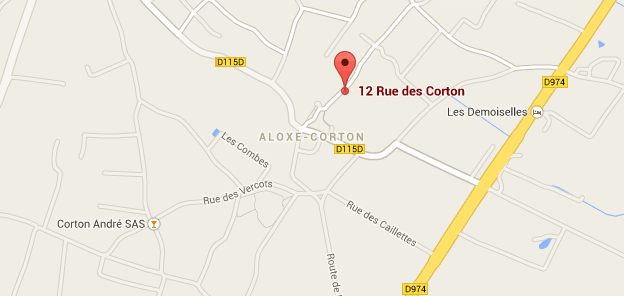 D115D
12 Rue des Corton
D974
Les Demoiselles
ALOXE-CORTON
D115D
Les Combes
Rue des Vercots
Corton André SAS
Rue des Caillettes
Route de
D974